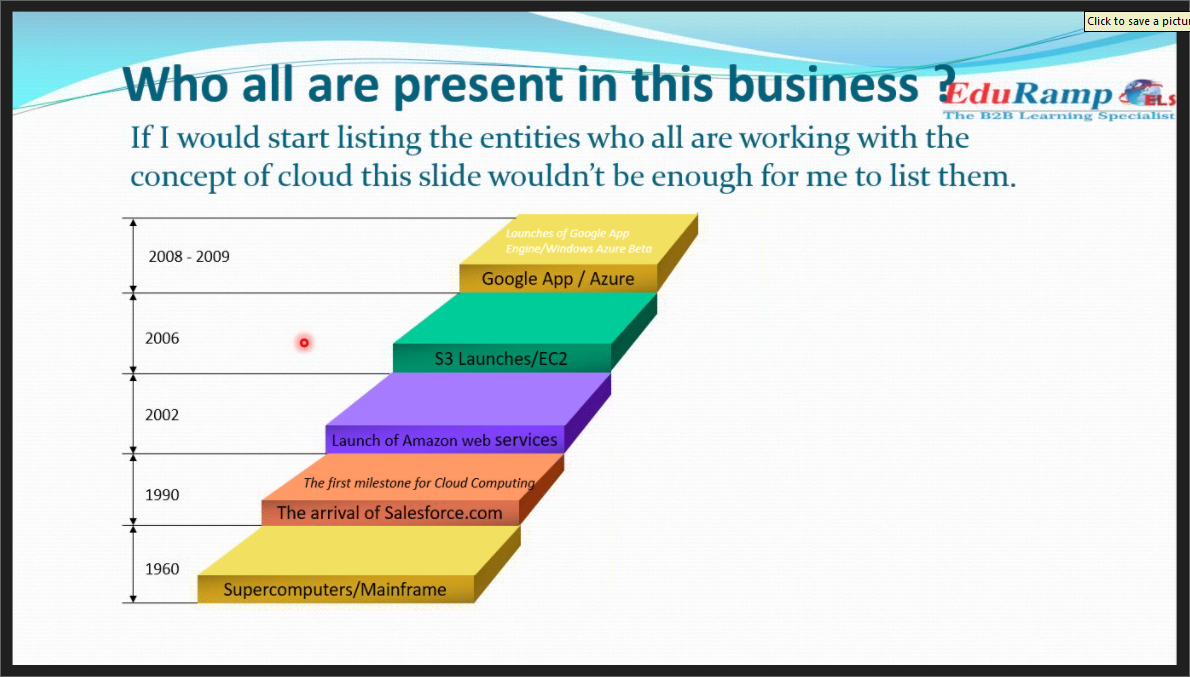 Click to save a pictur
Who all are present in this business ?
EduRamp
ELS
The B2B Learning Specialist
If I would start listing the entities who all are working with the
concept of cloud this slide wouldn't be enough for me to list them.
Launches of Google App
Engine/Windows Azure Beta
2008 - 2009
Google App / Azure
2006
S3 Launches/EC2
2002
Launch of Amazon web services
The first milestone for Cloud Computing
1990
The arrival of Salesforce.com
1960
Supercomputers/Mainframe